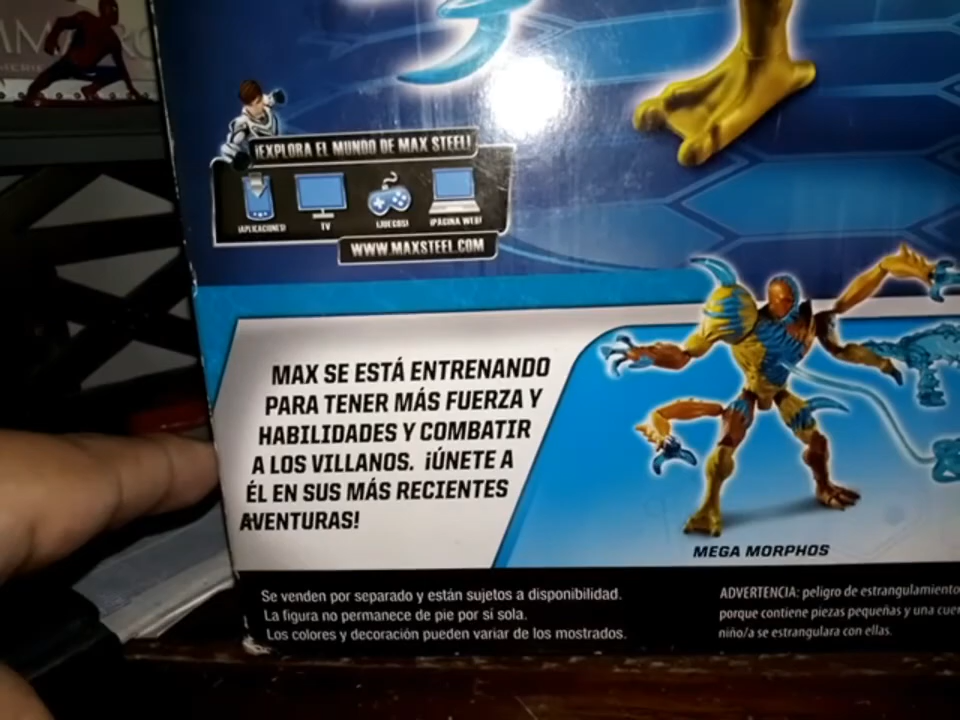 ¡EXPLORA EL MUNDO DE MAX STEEL!
¡APLICACIONES! TV ¡JUEGOS! ¡PÁGINA WEB!
WWW.MAXSTEEL.COM
MAX SE ESTÁ ENTRENANDO
PARA TENER MÁS FUERZA Y
HABILIDADES Y COMBATIR
A LOS VILLANOS. ¡ÚNETE A
ÉL EN SUS MÁS RECIENTES
AVENTURAS!
MEGA MORPHOS
Se venden por separado y están sujetos a disponibilidad.
La figura no permanece de pie por sí sola.
Los colores y decoración pueden variar de los mostrados.
ADVERTENCIA: peligro de estrangulamiento
porque contiene piezas pequeñas y una
niño/a se estrangulara con ellas.